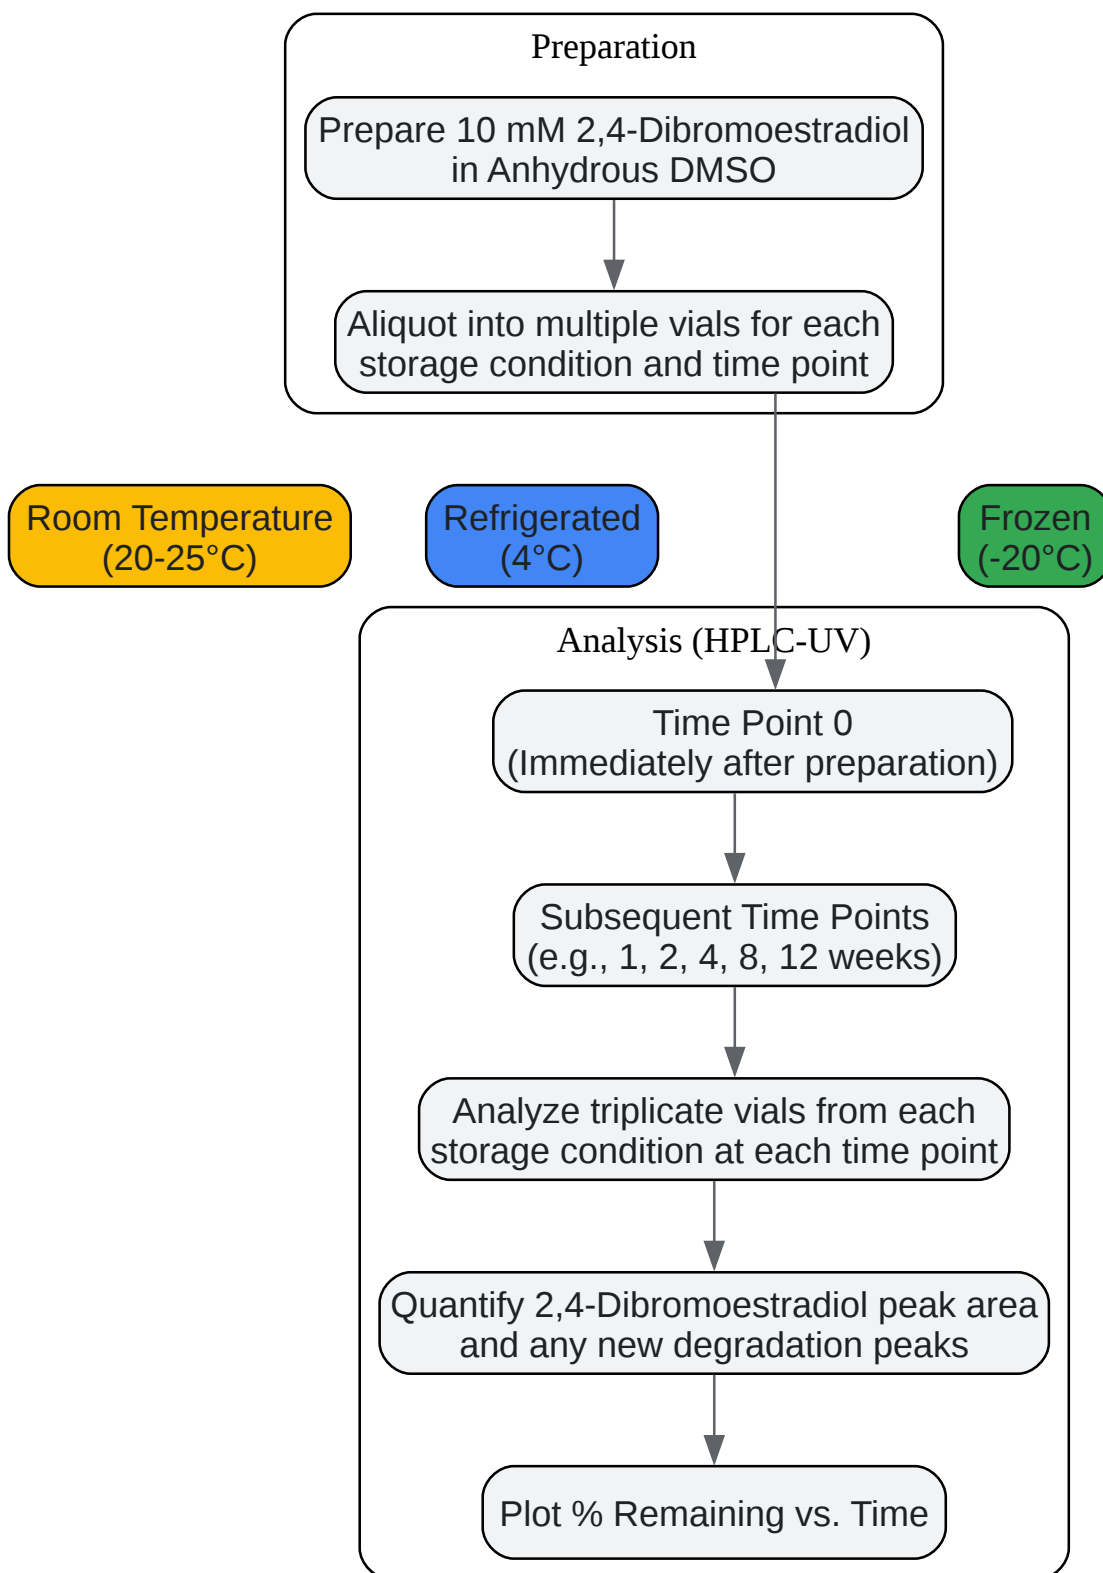 Preparation
Prepare 10 mM 2,4-Dibromoestradiol
in Anhydrous DMSO
Aliquot into multiple vials for each
storage condition and time point
Room Temperature
(20-25°C)
Refrigerated
(4°C)
Frozen
(-20°C)
Analysis (HPLC-UV)
Time Point 0
(Immediately after preparation)
Subsequent Time Points
(e.g., 1, 2, 4, 8, 12 weeks)
Analyze triplicate vials from each
storage condition at each time point
Quantify 2,4-Dibromoestradiol peak area
and any new degradation peaks
Plot % Remaining vs. Time